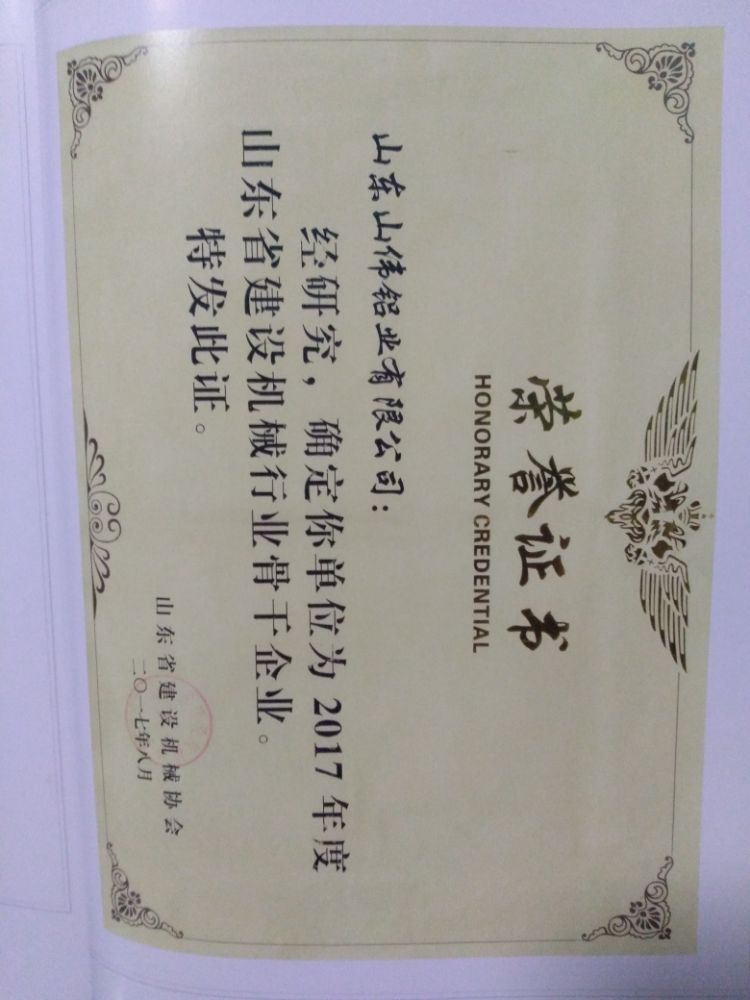 荣誉证书
HONORARY CREDENTIAL
山东山伟铝业有限公司：
经研究，确定你单位为2017年度
山东省建设机械行业骨干企业。
特发此证。
山东省建设机械协会
二〇一七年八月